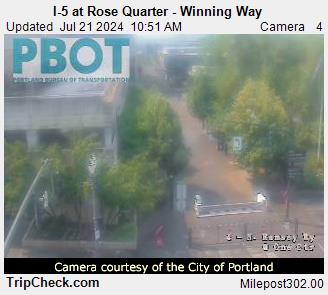 I-5 at Rose Quarter - Winning Way
Updated Jul 21 2024 10:51 AM Camera 4
PBOT
PORTLAND BUREAU OF TRANSPORTATION
Camera courtesy of the City of Portland
TripCheck.com Milepost302.00